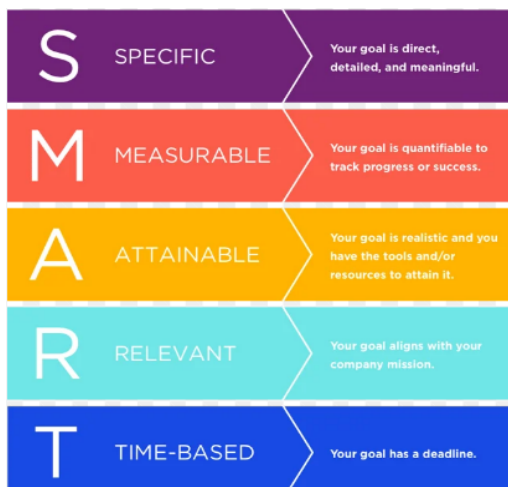 S SPECIFIC
Your goal is direct,
detailed, and meaningful.
M MEASURABLE
Your goal is quantifiable to
track progress or success.
A ATTAINABLE
Your goal is realistic and you
have the tools and/or
resources to attain it.
R RELEVANT
Your goal aligns with your
company mission.
T TIME-BASED
Your goal has a deadline.